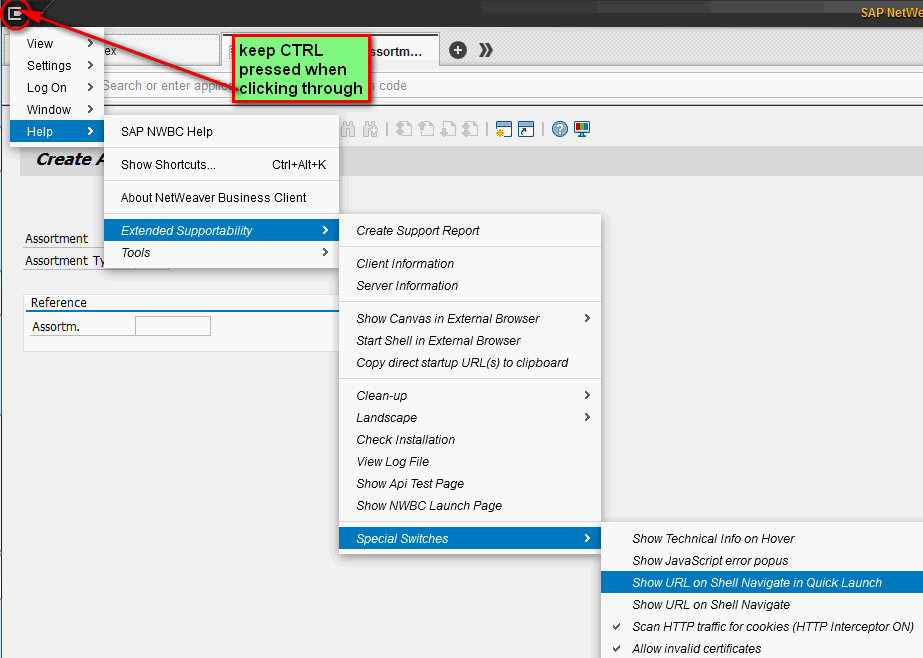 SAP NetWe
View
ex
Settings
Log On
Window
Help
keep CTRL
pressed when
clicking through
ssortm...
Search or enter applic
code
SAP NWBC Help
Show Shortcuts... Ctrl+Alt+K
About NetWeaver Business Client
Extended Supportability
Tools
Create A
Assortment
Assortment Ty
Reference
Assortm.
Create Support Report
Client Information
Server Information
Show Canvas in External Browser
Start Shell in External Browser
Copy direct startup URL(s) to clipboard
Clean-up
Landscape
Check Installation
View Log File
Show Api Test Page
Show NWBC Launch Page
Special Switches
Show Technical Info on Hover
Show JavaScript error popus
Show URL on Shell Navigate in Quick Launch
Show URL on Shell Navigate
Scan HTTP traffic for cookies (HTTP Interceptor ON)
Allow invalid certificates